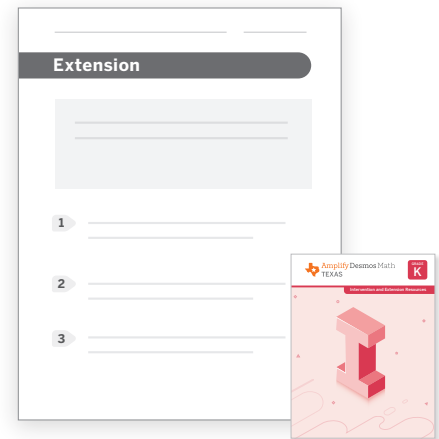 Extension
1
2
3
Amplify Desmos Math
TEXAS
GRADE
K
Intervention and Extension Resources